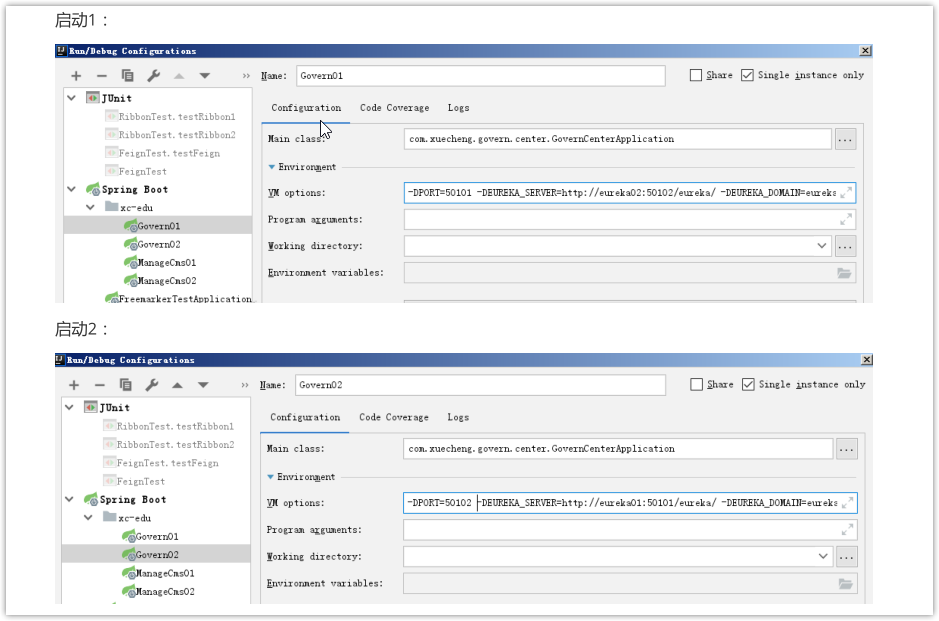 启动1：
Run/Debug Configurations
Name: Govern01 Share Single instance only
JUnit
RibbonTest.testRibbon1
RibbonTest.testRibbon2
FeignTest.testFeign
FeignTest
Spring Boot
xc-edu
Govern01
Govern02
ManageCms01
ManageCms02
FreemarkerTestApplication
Configuration Code Coverage Logs
Main class: com.xuecheng.govern.center.GovernCenterApplication
Environment
VM options: -DPORT=50101 -DEUREKA_SERVER=http://eureka02:50102/eureka/ -DEUREKA_DOMAIN=eureka
Program arguments:
Working directory:
Environment variables:
启动2：
Run/Debug Configurations
Name: Govern02 Share Single instance only
JUnit
RibbonTest.testRibbon1
RibbonTest.testRibbon2
FeignTest.testFeign
FeignTest
Spring Boot
xc-edu
Govern01
Govern02
ManageCms01
ManageCms02
Configuration Code Coverage Logs
Main class: com.xuecheng.govern.center.GovernCenterApplication
Environment
VM options: -DPORT=50102 -DEUREKA_SERVER=http://eureka01:50101/eureka/ -DEUREKA_DOMAIN=eureka
Program arguments:
Working directory:
Environment variables: